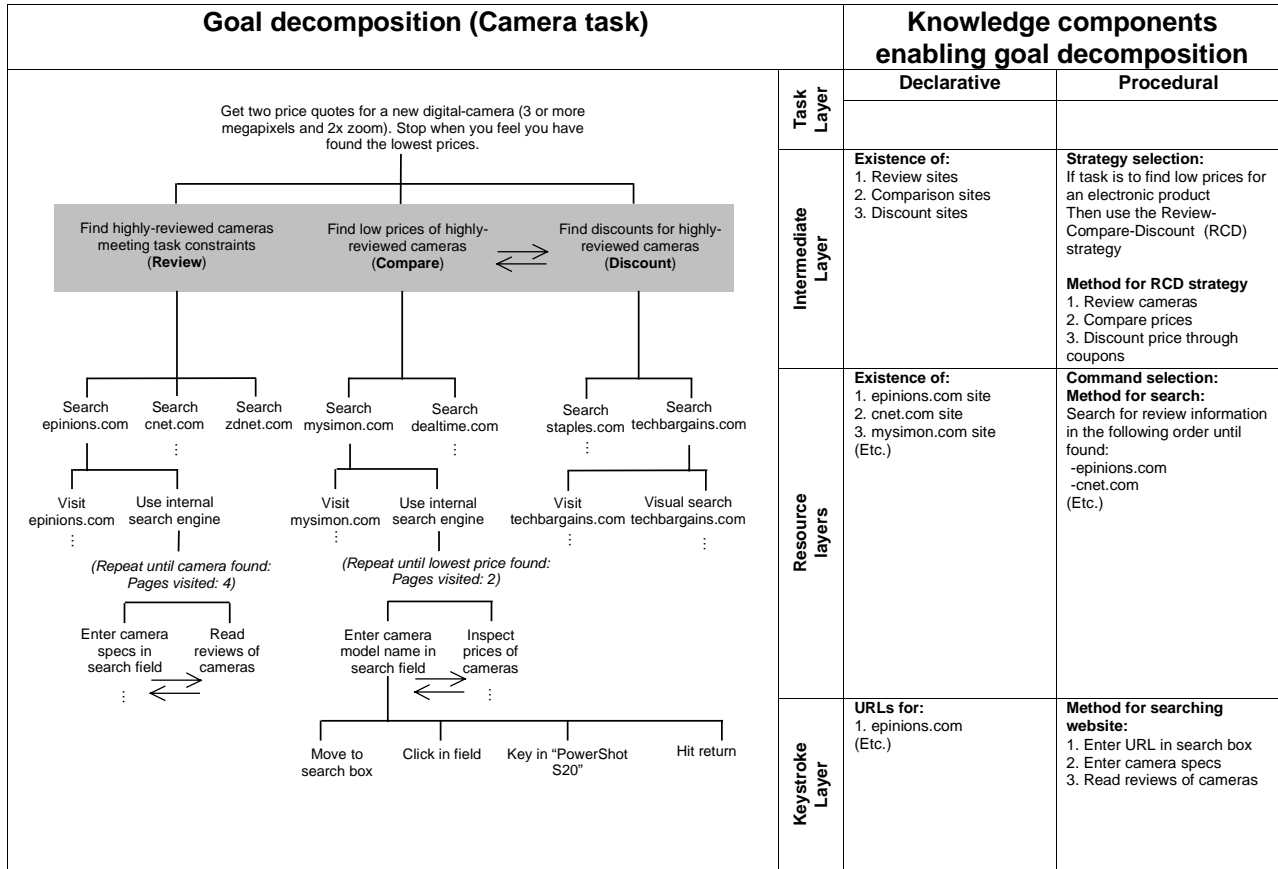 Goal decomposition (Camera task)
Knowledge components
enabling goal decomposition
Declarative
Procedural
Task
Layer
Get two price quotes for a new digital-camera (3 or more
megapixels and 2x zoom). Stop when you feel you have
found the lowest prices.
Find highly-reviewed cameras
meeting task constraints
(Review)
Find low prices of highly-
reviewed cameras
(Compare)
Find discounts for highly-
reviewed cameras
(Discount)
Intermediate
Layer
Existence of:
1. Review sites
2. Comparison sites
3. Discount sites
Strategy selection:
If task is to find low prices for
an electronic product
Then use the Review-
Compare-Discount (RCD)
strategy
Method for RCD strategy
1. Review cameras
2. Compare prices
3. Discount price through
coupons
Search
epinions.com
Search
cnet.com
Search
zdnet.com
Search
mysimon.com
Search
dealtime.com
Search
staples.com
Search
techbargains.com
⋮
⋮
⋮
Visit
epinions.com
Use internal
search engine
Visit
mysimon.com
Use internal
search engine
Visit
techbargains.com
Visual search
techbargains.com
⋮
⋮
⋮
⋮
(Repeat until camera found:
Pages visited: 4)
(Repeat until lowest price found:
Pages visited: 2)
Enter camera
specs in
search field
Read
reviews of
cameras
Enter camera
model name in
search field
Inspect
prices of
cameras
⋮
⋮
Resource
layers
Existence of:
1. epinions.com site
2. cnet.com site
3. mysimon.com site
(Etc.)
Command selection:
Method for search:
Search for review information
in the following order until
found:
-epinions.com
-cnet.com
(Etc.)
Move to
search box
Click in field
Key in “PowerShot
S20”
Hit return
Keystroke
Layer
URLs for:
1. epinions.com
(Etc.)
Method for searching
website:
1. Enter URL in search box
2. Enter camera specs
3. Read reviews of cameras